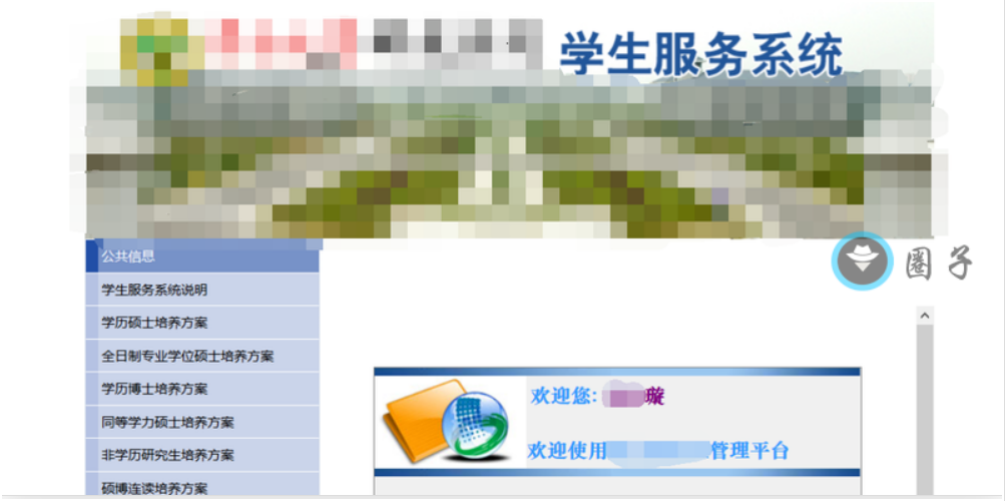 学生服务系统
公共信息
圈子
学生服务系统说明
学历硕士培养方案
全日制专业学位硕士培养方案
学历博士培养方案
同等学力硕士培养方案
非学历研究生培养方案
硕博连读培养方案
欢迎您: 璇
欢迎使用 管理平台